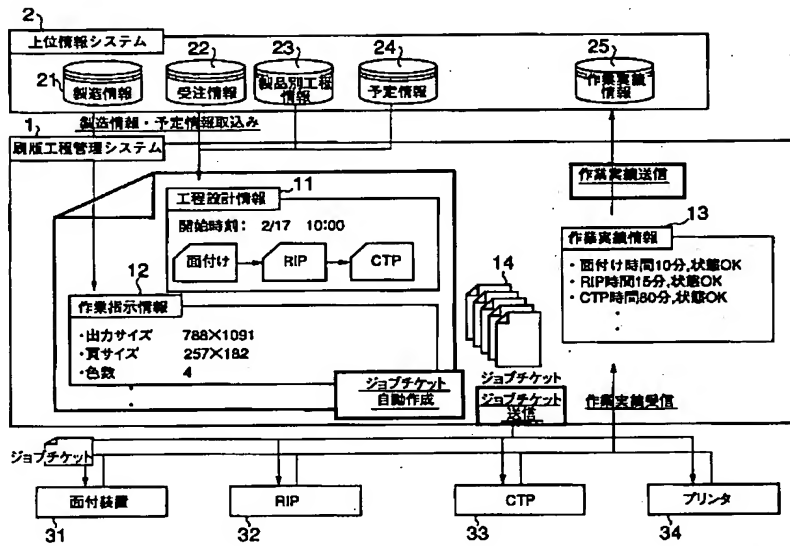 2
上位情報システム
21
製造情報
22
受注情報
23
製品別工程
情報
24
予定情報
25
作業実績
情報
製造情報・予定情報取込み
1
刷版工程管理システム
11
工程設計情報
開始時刻： 2/17 10:00
面付け
RIP
CTP
12
作業指示情報
・出力サイズ 788×1091
・頁サイズ 257×182
・色数 4
ジョブチケット
自動作成
14
ジョブチケット
ジョブチケット
送信
作業実績送信
13
作業実績情報
・面付け時間10分,状態OK
・RIP時間15分,状態OK
・CTP時間60分,状態OK
作業実績受信
ジョブチケット
面付装置
31
RIP
32
CTP
33
プリンタ
34